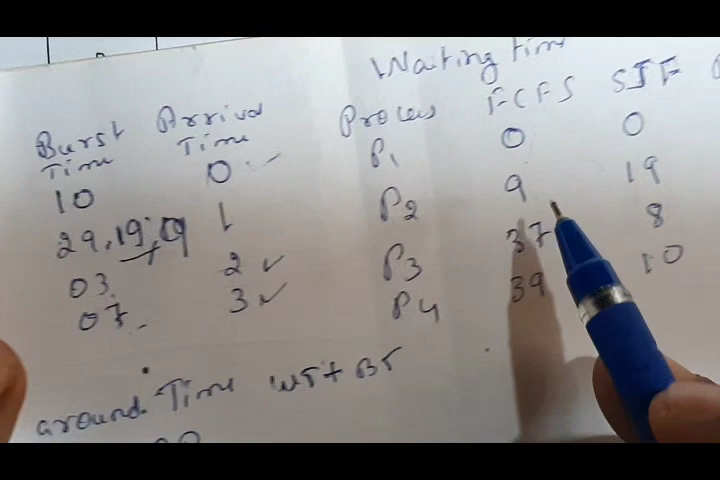 Waiting time
Burst Time Arrival Time Process FCFS SJF
10 0 P1 0 0
29, 19, 09 1 P2 9 19
03 2 P3 37 8
07 3 P4 39 10
around Time WT + BT